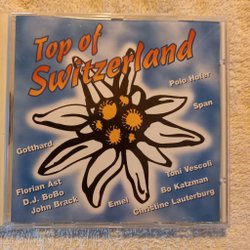 Top of
Switzerland
Polo Hofer
Span
Gotthard
Florian Ast
D.J. BoBo
John Brack
Emel
Toni Vescoli
Bo Katzman
Christine Lauterburg